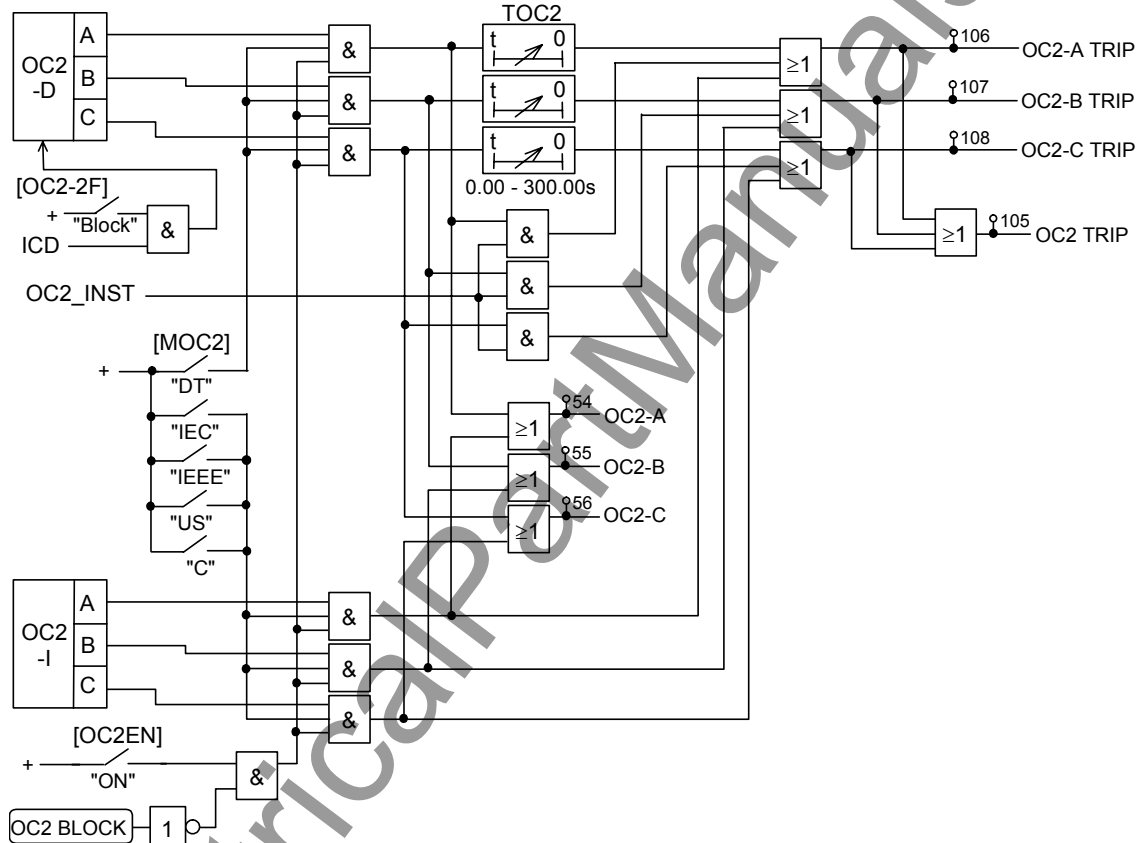 TOC2
A
OC2
-D
B
C
&
&
&
t 0
t 0
t 0
0.00 - 300.00s
≥1
≥1
≥1
106
OC2-A TRIP
107
OC2-B TRIP
108
OC2-C TRIP
≥1
105
OC2 TRIP
[OC2-2F]
+
"Block"
ICD
&
OC2_INST
&
&
&
[MOC2]
+
"DT"
"IEC"
"IEEE"
"US"
"C"
≥1
≥1
≥1
54
OC2-A
55
OC2-B
56
OC2-C
A
OC2
-I
B
C
&
&
&
[OC2EN]
+
"ON"
&
OC2 BLOCK
1
tricalPartManuals